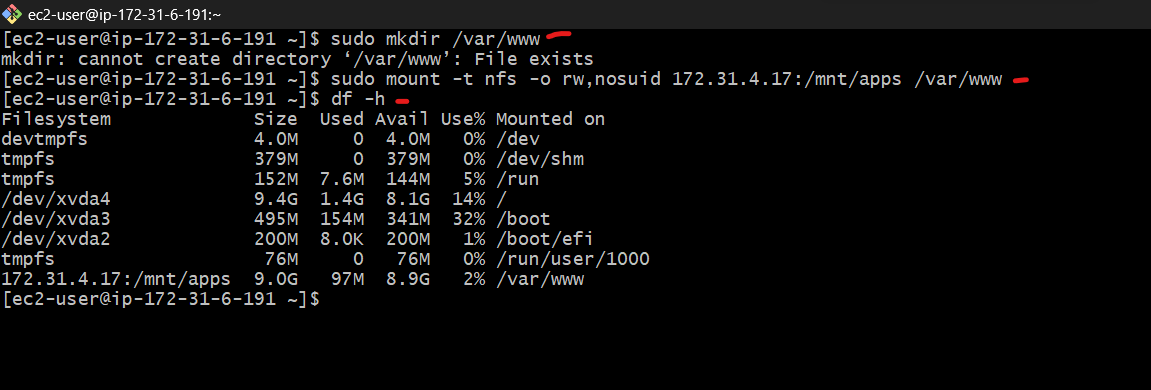 ec2-user@ip-172-31-6-191:~
[ec2-user@ip-172-31-6-191 ~]$ sudo mkdir /var/www
mkdir: cannot create directory ‘/var/www’: File exists
[ec2-user@ip-172-31-6-191 ~]$ sudo mount -t nfs -o rw,nosuid 172.31.4.17:/mnt/apps /var/www
[ec2-user@ip-172-31-6-191 ~]$ df -h
Filesystem             Size  Used Avail Use% Mounted on
devtmpfs               4.0M     0  4.0M   0% /dev
tmpfs                  379M     0  379M   0% /dev/shm
tmpfs                  152M  7.6M  144M   5% /run
/dev/xvda4             9.4G  1.4G  8.1G  14% /
/dev/xvda3             495M  154M  341M  32% /boot
/dev/xvda2             200M  8.0K  200M   1% /boot/efi
tmpfs                   76M     0   76M   0% /run/user/1000
172.31.4.17:/mnt/apps  9.0G   97M  8.9G   2% /var/www
[ec2-user@ip-172-31-6-191 ~]$